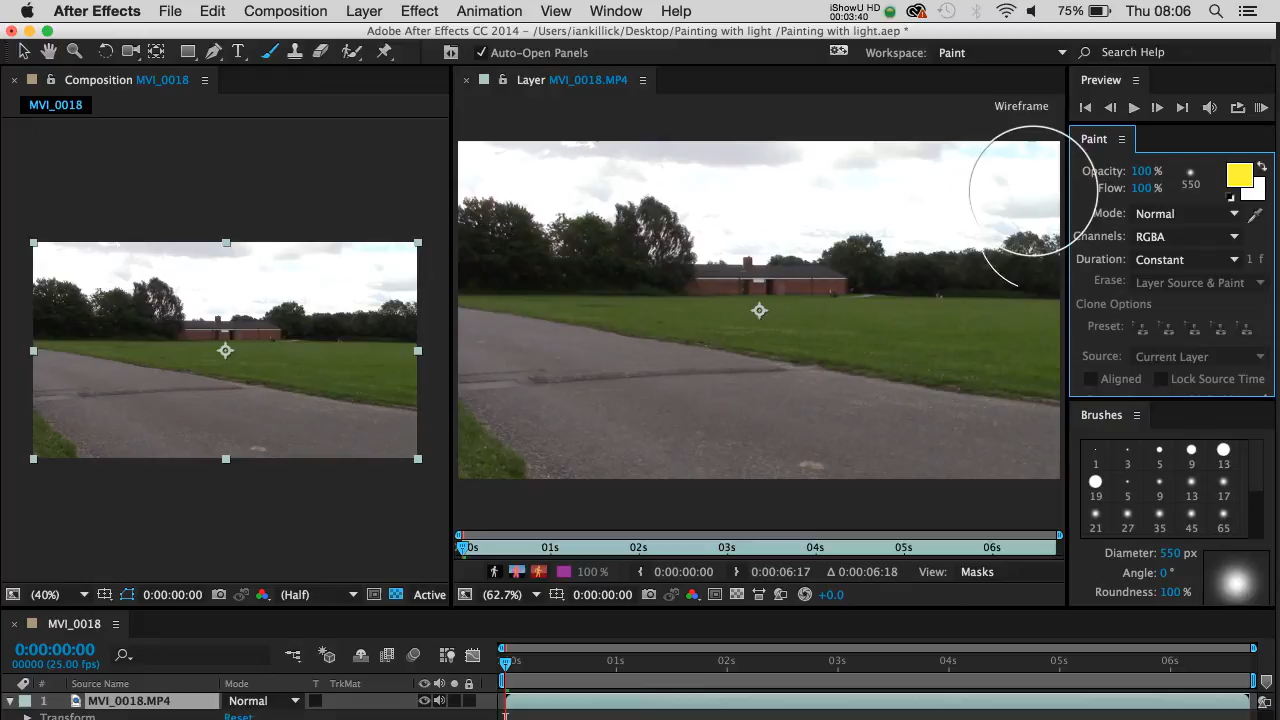 After Effects File Edit Composition Layer Effect Animation View Window Help iShowU HD 00:03:40 75% Thu 08:06
Adobe After Effects CC 2014 - /Users/iankillick/Desktop/Painting with light /Painting with light.aep *
T Auto-Open Panels Workspace: Paint Search Help
× Composition MVI_0018 × Layer MVI_0018.MP4 Preview
MVI_0018
Wireframe
Paint
Opacity: 100 %
Flow: 100 %
550
Mode: Normal
Channels: RGBA
Duration: Constant 1 f
Erase: Layer Source & Paint
Clone Options
Preset:
Source: Current Layer
Aligned Lock Source Time
Brushes
1 3 5 9 13
19 5 9 13 17
21 27 35 45 65
Diameter: 550 px
Angle: 0 °
Roundness: 100 %
0s 01s 02s 03s 04s 05s 06s
100 % 0:00:00:00 0:00:06:17 Δ 0:00:06:18 View: Masks
(40%) 0:00:00:00 (Half) Active (62.7%) 0:00:00:00 +0.0
× MVI_0018
0:00:00:00
00000 (25.00 fps)
0s 01s 02s 03s 04s 05s 06s
# Source Name Mode T TrkMat
1 MVI_0018.MP4 Normal
Transform Reset